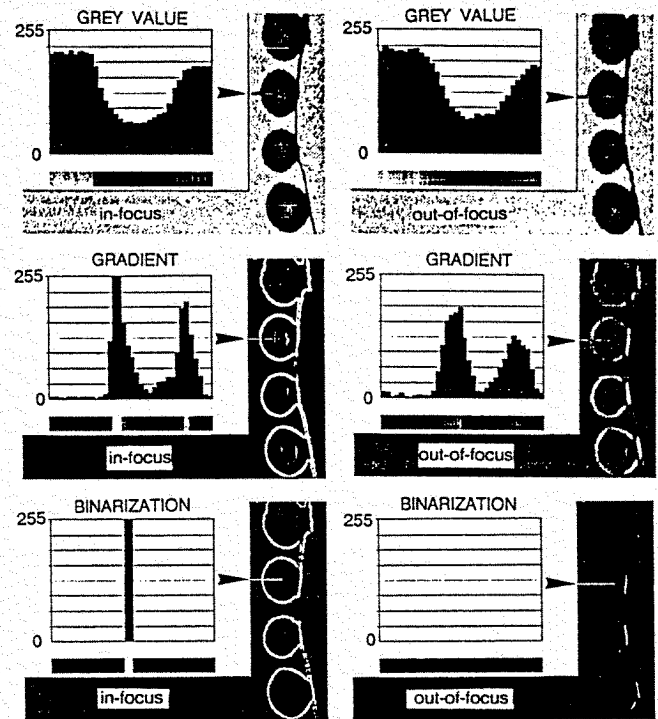 GREY VALUE
255
0
in-focus
GREY VALUE
255
0
out-of-focus
GRADIENT
255
0
in-focus
GRADIENT
255
0
out-of-focus
BINARIZATION
255
0
in-focus
BINARIZATION
255
0
out-of-focus